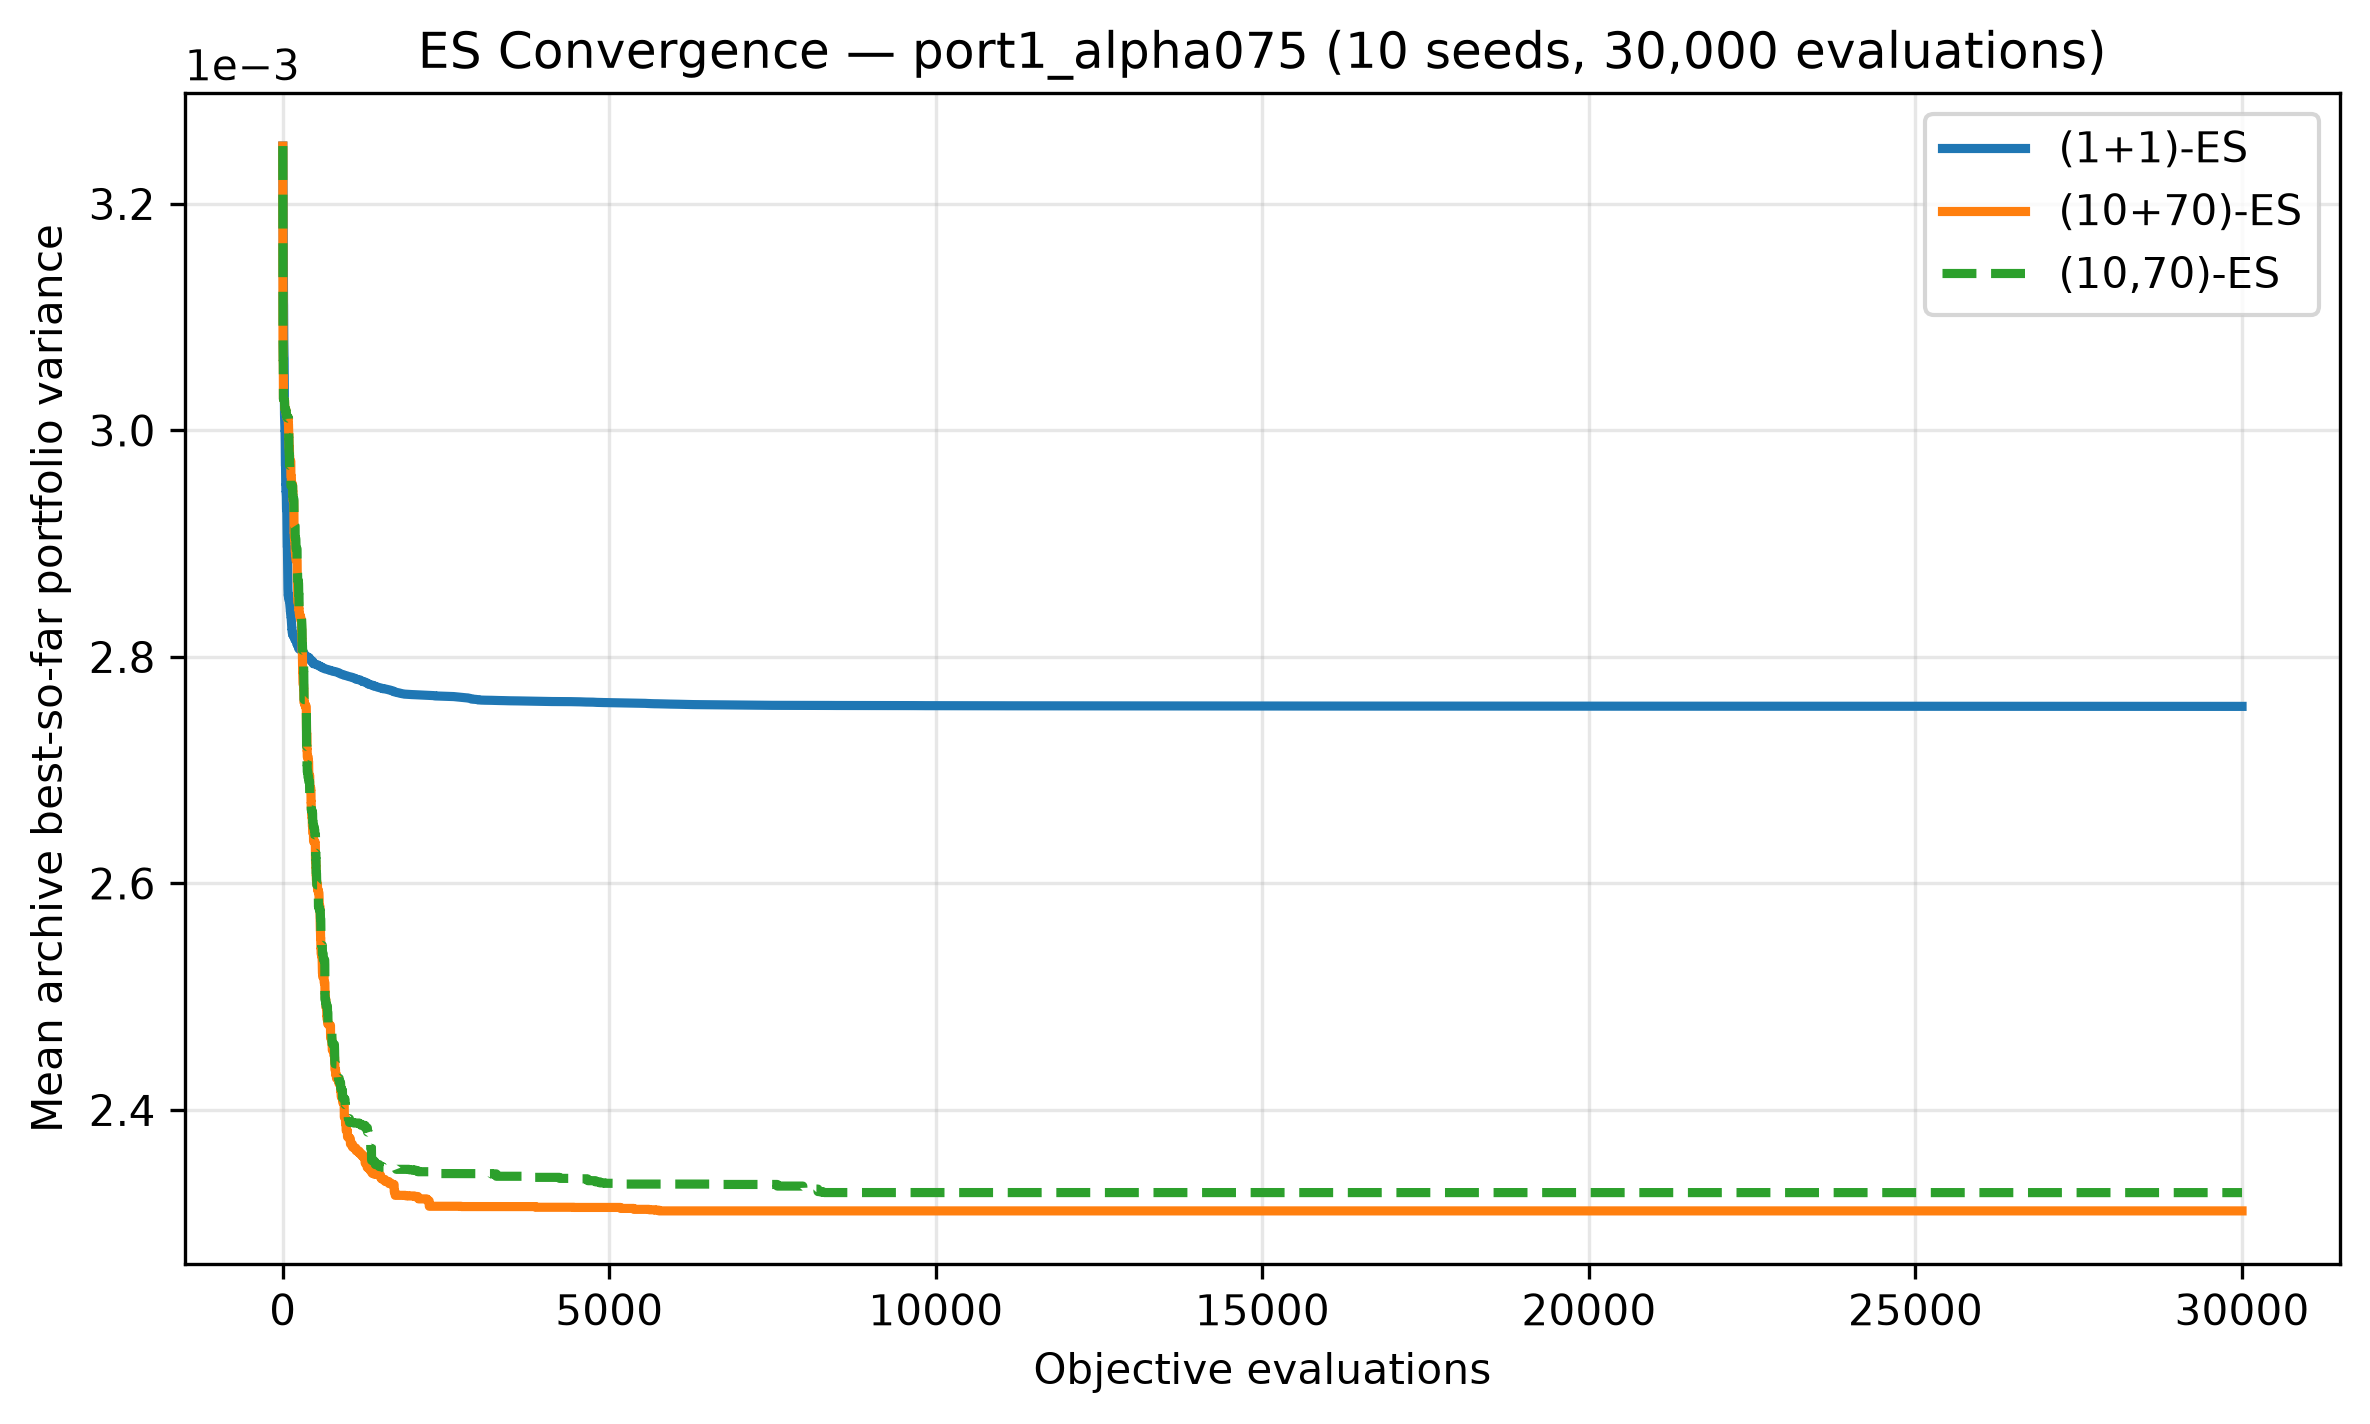 ES Convergence — port1_alpha075 (10 seeds, 30,000 evaluations)
1e−3
(1+1)-ES
(10+70)-ES
(10,70)-ES
Mean archive best-so-far portfolio variance
3.2
3.0
2.8
2.6
2.4
0 5000 10000 15000 20000 25000 30000
Objective evaluations